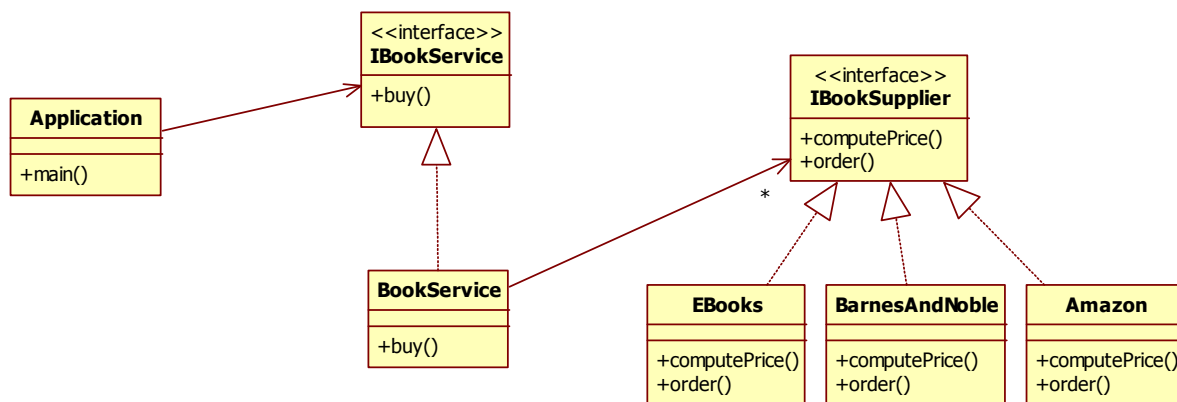 <<interface>>
IBookService
+buy()
Application
+main()
<<interface>>
IBookSupplier
+computePrice()
+order()
*
BookService
+buy()
EBooks
+computePrice()
+order()
BarnesAndNoble
+computePrice()
+order()
Amazon
+computePrice()
+order()